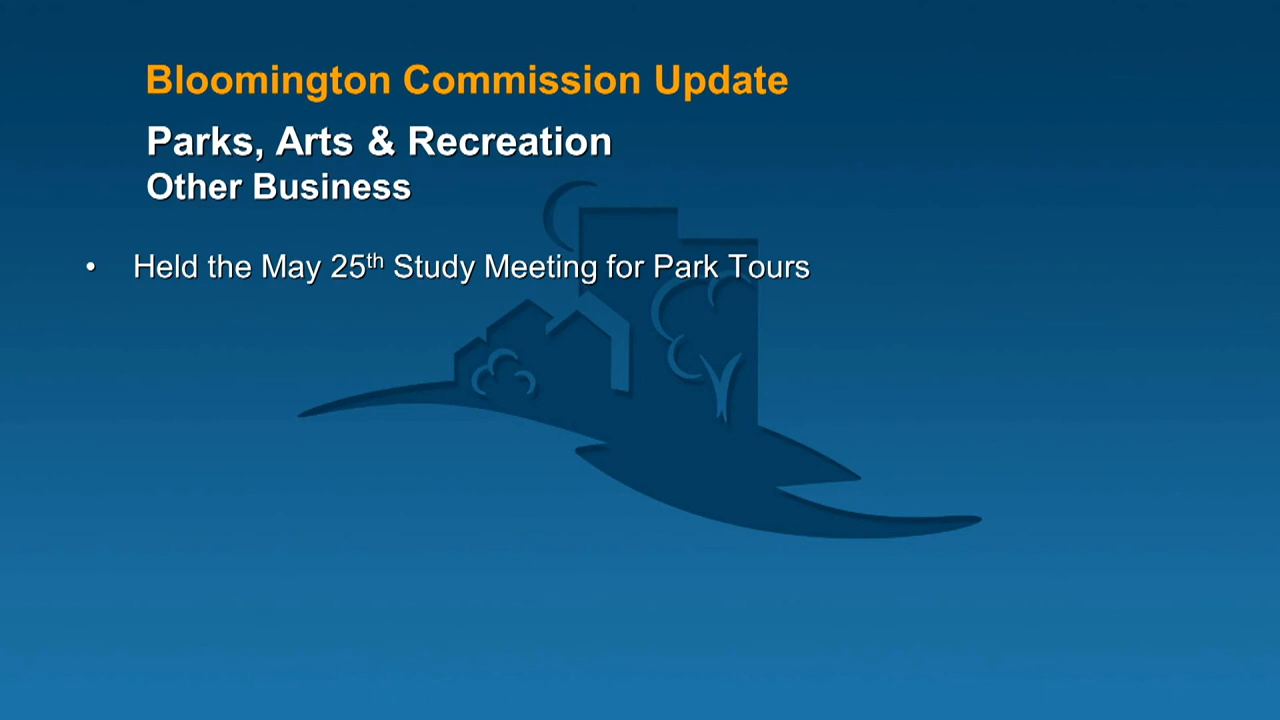 Bloomington Commission Update
Parks, Arts & Recreation
Other Business
• Held the May 25th Study Meeting for Park Tours